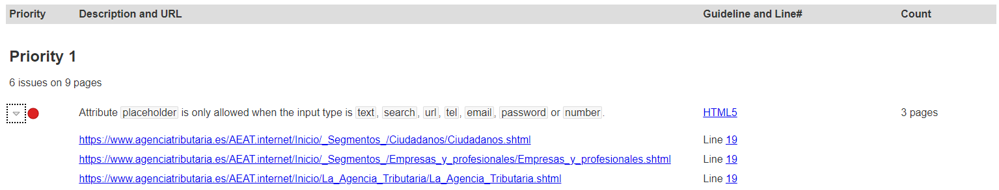 Priority Description and URL Guideline and Line# Count
Priority 1
6 issues on 9 pages
Attribute placeholder is only allowed when the input type is text, search, url, tel, email, password or number. HTML5 3 pages
https://www.agenciatributaria.es/AEAT.internet/Inicio/_Segmentos_/Ciudadanos/Ciudadanos.shtml Line 19
https://www.agenciatributaria.es/AEAT.internet/Inicio/_Segmentos_/Empresas_y_profesionales/Empresas_y_profesionales.shtml Line 19
https://www.agenciatributaria.es/AEAT.internet/Inicio/La_Agencia_Tributaria/La_Agencia_Tributaria.shtml Line 19